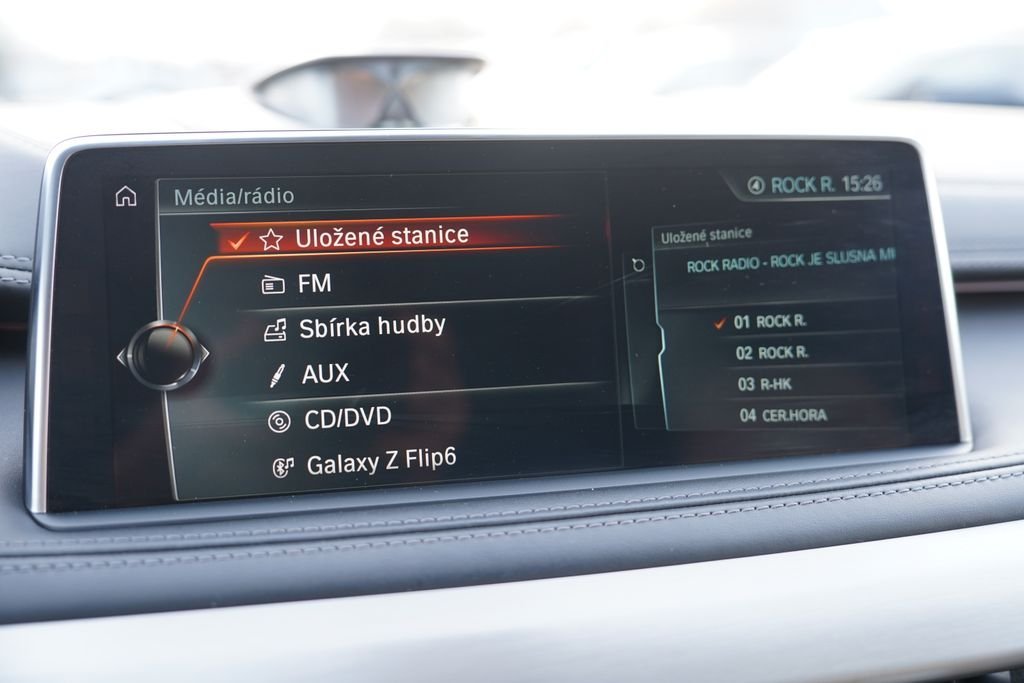 Média/rádio
Uložené stanice
FM
Sbírka hudby
AUX
CD/DVD
Galaxy Z Flip6
ROCK R. 15:26
Uložené stanice
ROCK RADIO - ROCK JE SLUSNA
01 ROCK R.
02 ROCK R.
03 R-HK
04 CER.HORA